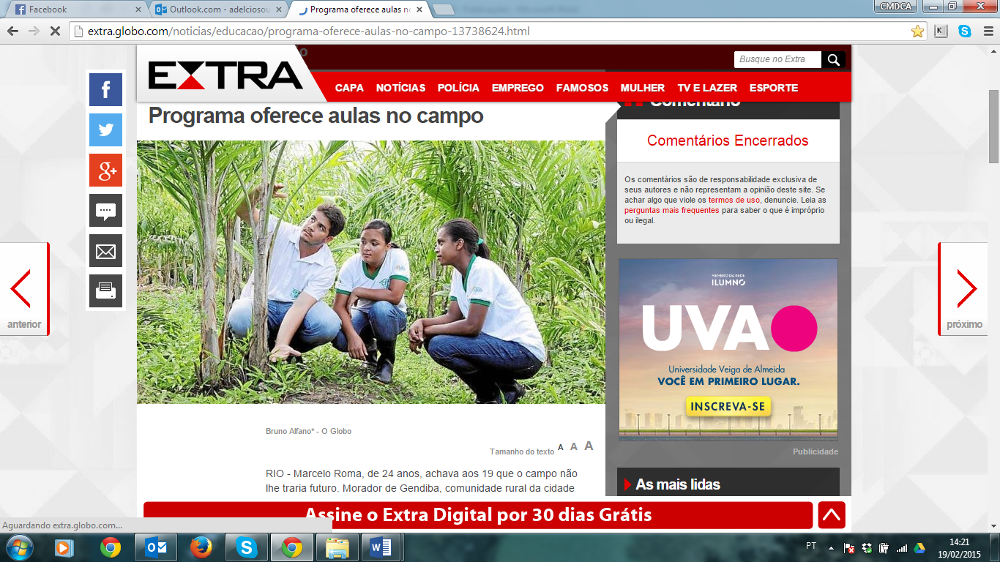 Facebook
Outlook.com - adelciosou
Programa oferece aulas no
CMDCA
extra.globo.com/noticias/educacao/programa-oferece-aulas-no-campo-13738624.html
EXTRA
Busque no Extra
CAPA NOTÍCIAS POLÍCIA EMPREGO FAMOSOS MULHER TV E LAZER ESPORTE
Programa oferece aulas no campo
Comentário
Comentários Encerrados
Os comentários são de responsabilidade exclusiva de
seus autores e não representam a opinião deste site. Se
achar algo que viole os termos de uso, denuncie. Leia as
perguntas mais frequentes para saber o que é impróprio
ou ilegal.
anterior
próximo
MEMBRO DA REDE
ILUMNO
UVA
Universidade Veiga de Almeida
VOCÊ EM PRIMEIRO LUGAR.
INSCREVA-SE
Publicidade
Bruno Alfano* - O Globo
Tamanho do texto A A A
RIO - Marcelo Roma, de 24 anos, achava aos 19 que o campo não
lhe traria futuro. Morador de Gendiba, comunidade rural da cidade
As mais lidas
Assine o Extra Digital por 30 dias Grátis
Aguardando extra.globo.com...
PT
14:21
19/02/2015